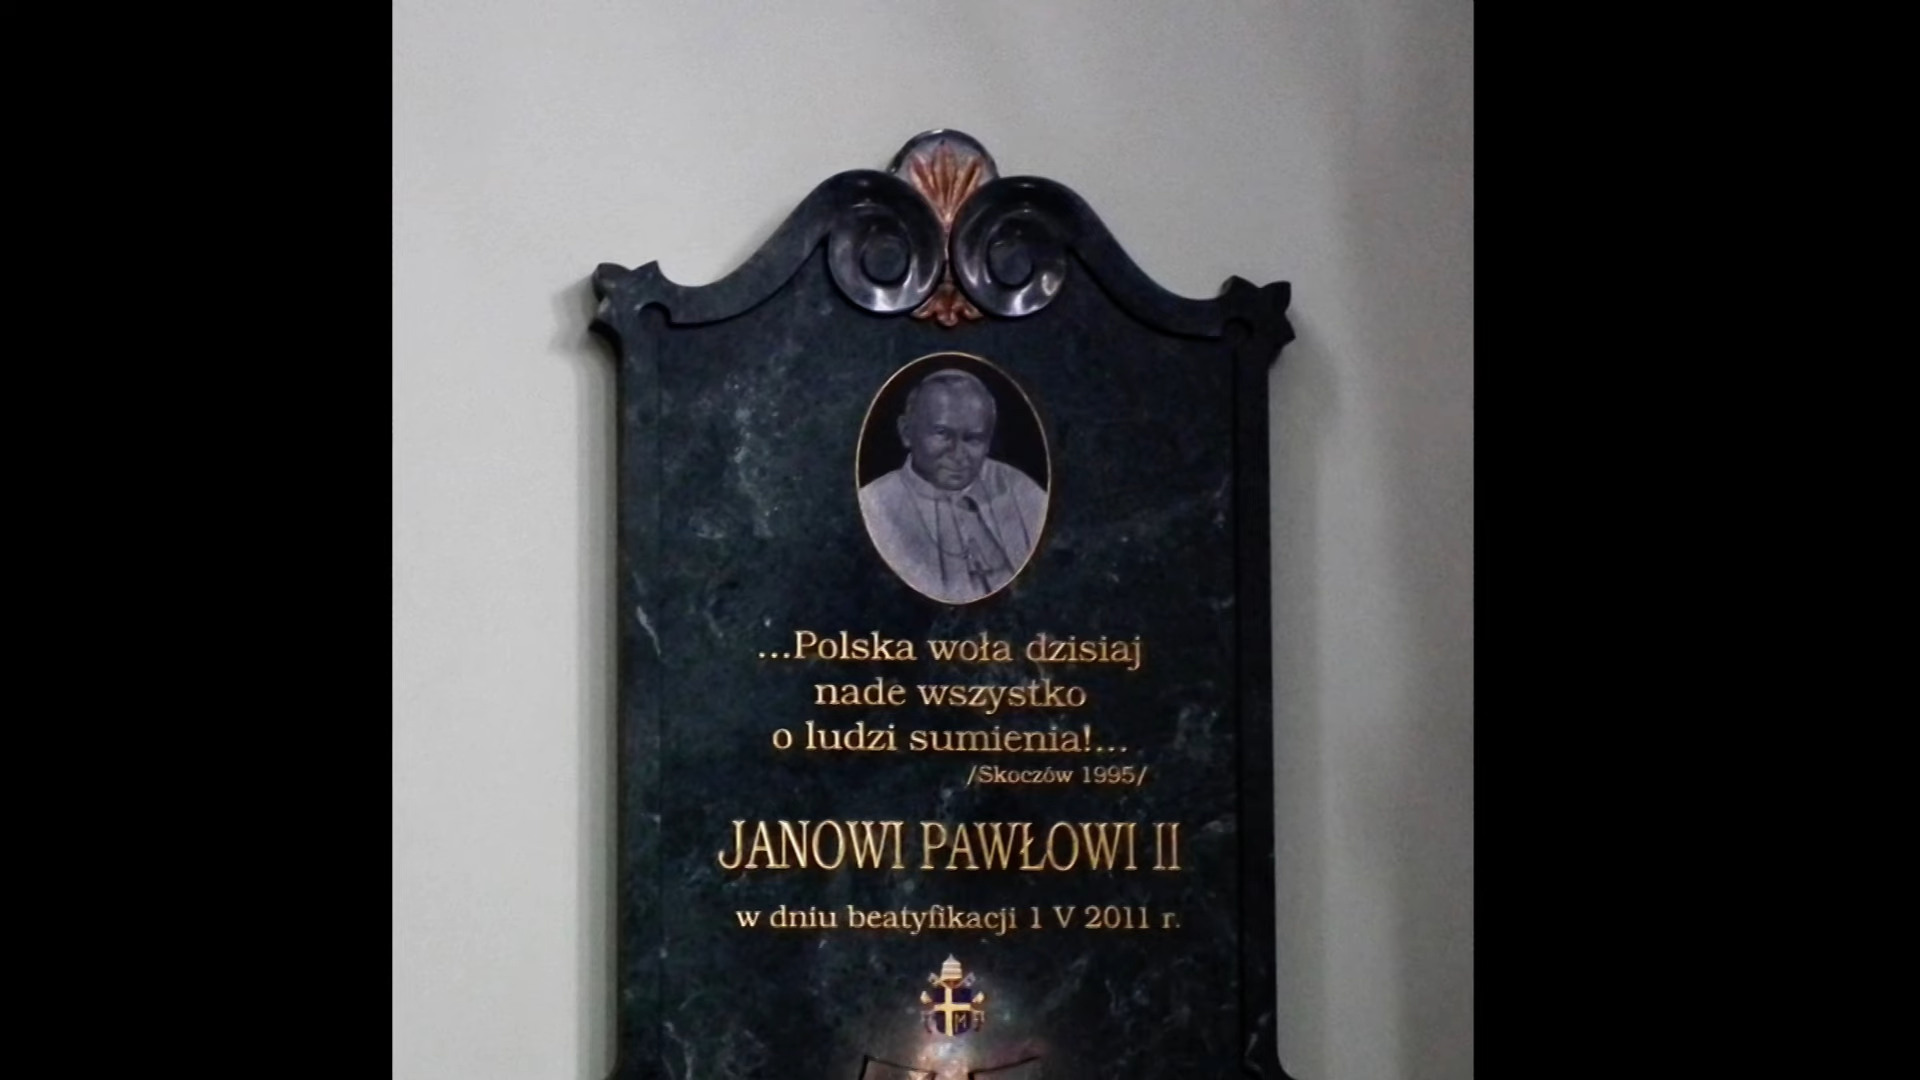 ...Polska woła dzisiaj
nade wszystko
o ludzi sumienia!...
/Skoczów 1995/
JANOWI PAWŁOWI II
w dniu beatyfikacji 1 V 2011 r.
M